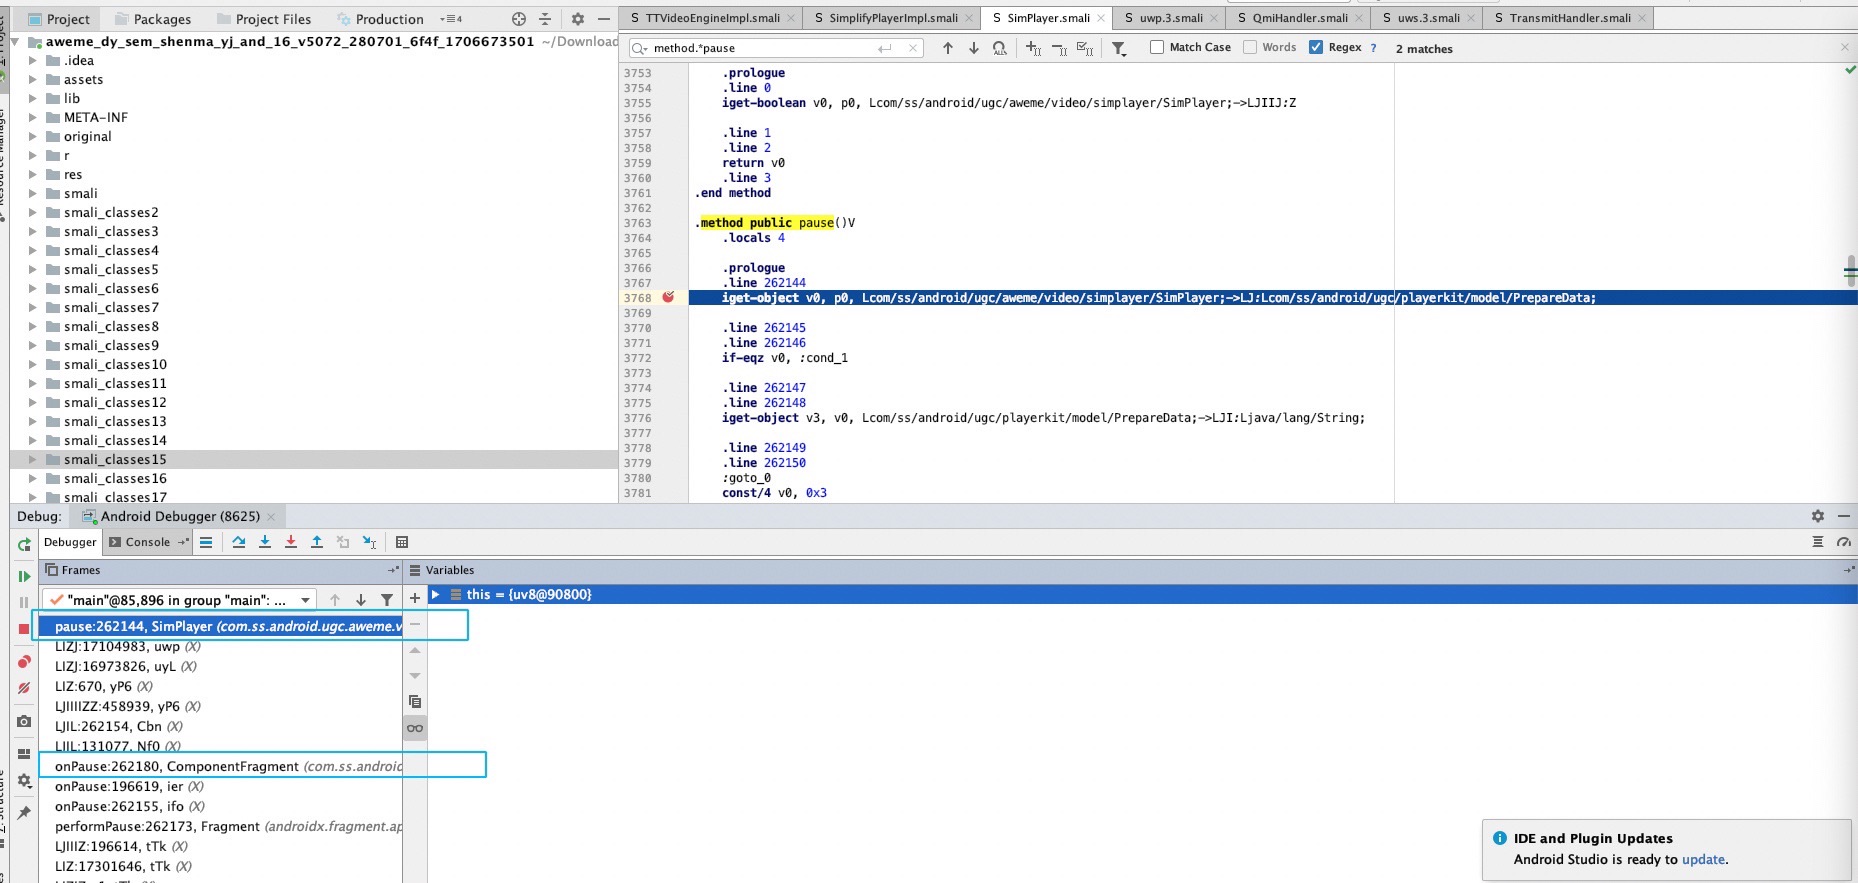 Project
Packages
Project Files
Production
aweme_dy_sem_shenma_yj_and_16_v5072_280701_6f4f_1706673501 ~/Download
.idea
assets
lib
META-INF
original
r
res
smali
smali_classes2
smali_classes3
smali_classes4
smali_classes5
smali_classes6
smali_classes7
smali_classes8
smali_classes9
smali_classes10
smali_classes11
smali_classes12
smali_classes13
smali_classes14
smali_classes15
smali_classes16
smali_classes17
TTVideoEngineImpl.smali
SimplifyPlayerImpl.smali
SimPlayer.smali
uwp.3.smali
QmiHandler.smali
uws.3.smali
TransmitHandler.smali
method.*pause
Match Case
Words
Regex ?
2 matches
3753 .prologue
3754 .line 0
3755 iget-boolean v0, p0, Lcom/ss/android/ugc/aweme/video/simplayer/SimPlayer;->LJIIJ:Z
3756
3757 .line 1
3758 .line 2
3759 return v0
3760 .line 3
3761 .end method
3762
3763 .method public pause()V
3764 .locals 4
3765
3766 .prologue
3767 .line 262144
3768 iget-object v0, p0, Lcom/ss/android/ugc/aweme/video/simplayer/SimPlayer;->LJ:Lcom/ss/android/ugc/playerkit/model/PrepareData;
3769
3770 .line 262145
3771 .line 262146
3772 if-eqz v0, :cond_1
3773
3774 .line 262147
3775 .line 262148
3776 iget-object v3, v0, Lcom/ss/android/ugc/playerkit/model/PrepareData;->LJI:Ljava/lang/String;
3777
3778 .line 262149
3779 .line 262150
3780 :goto_0
3781 const/4 v0, 0x3
Debug: Android Debugger (8625)
Debugger
Console
Frames
Variables
"main"@85,896 in group "main": ...
this = {uv8@90800}
pause:262144, SimPlayer (com.ss.android.ugc.aweme.v
LIZJ:17104983, uwp (X)
LIZJ:16973826, uyL (X)
LIZ:670, yP6 (X)
LJIIIIZZ:458939, yP6 (X)
LJIL:262154, Cbn (X)
LJJL:131077, Nf0 (X)
onPause:262180, ComponentFragment (com.ss.android
onPause:196619, ier (X)
onPause:262155, ifo (X)
performPause:262173, Fragment (androidx.fragment.ap
LJIIIZ:196614, tTk (X)
LIZ:17301646, tTk (X)
IDE and Plugin Updates
Android Studio is ready to update.